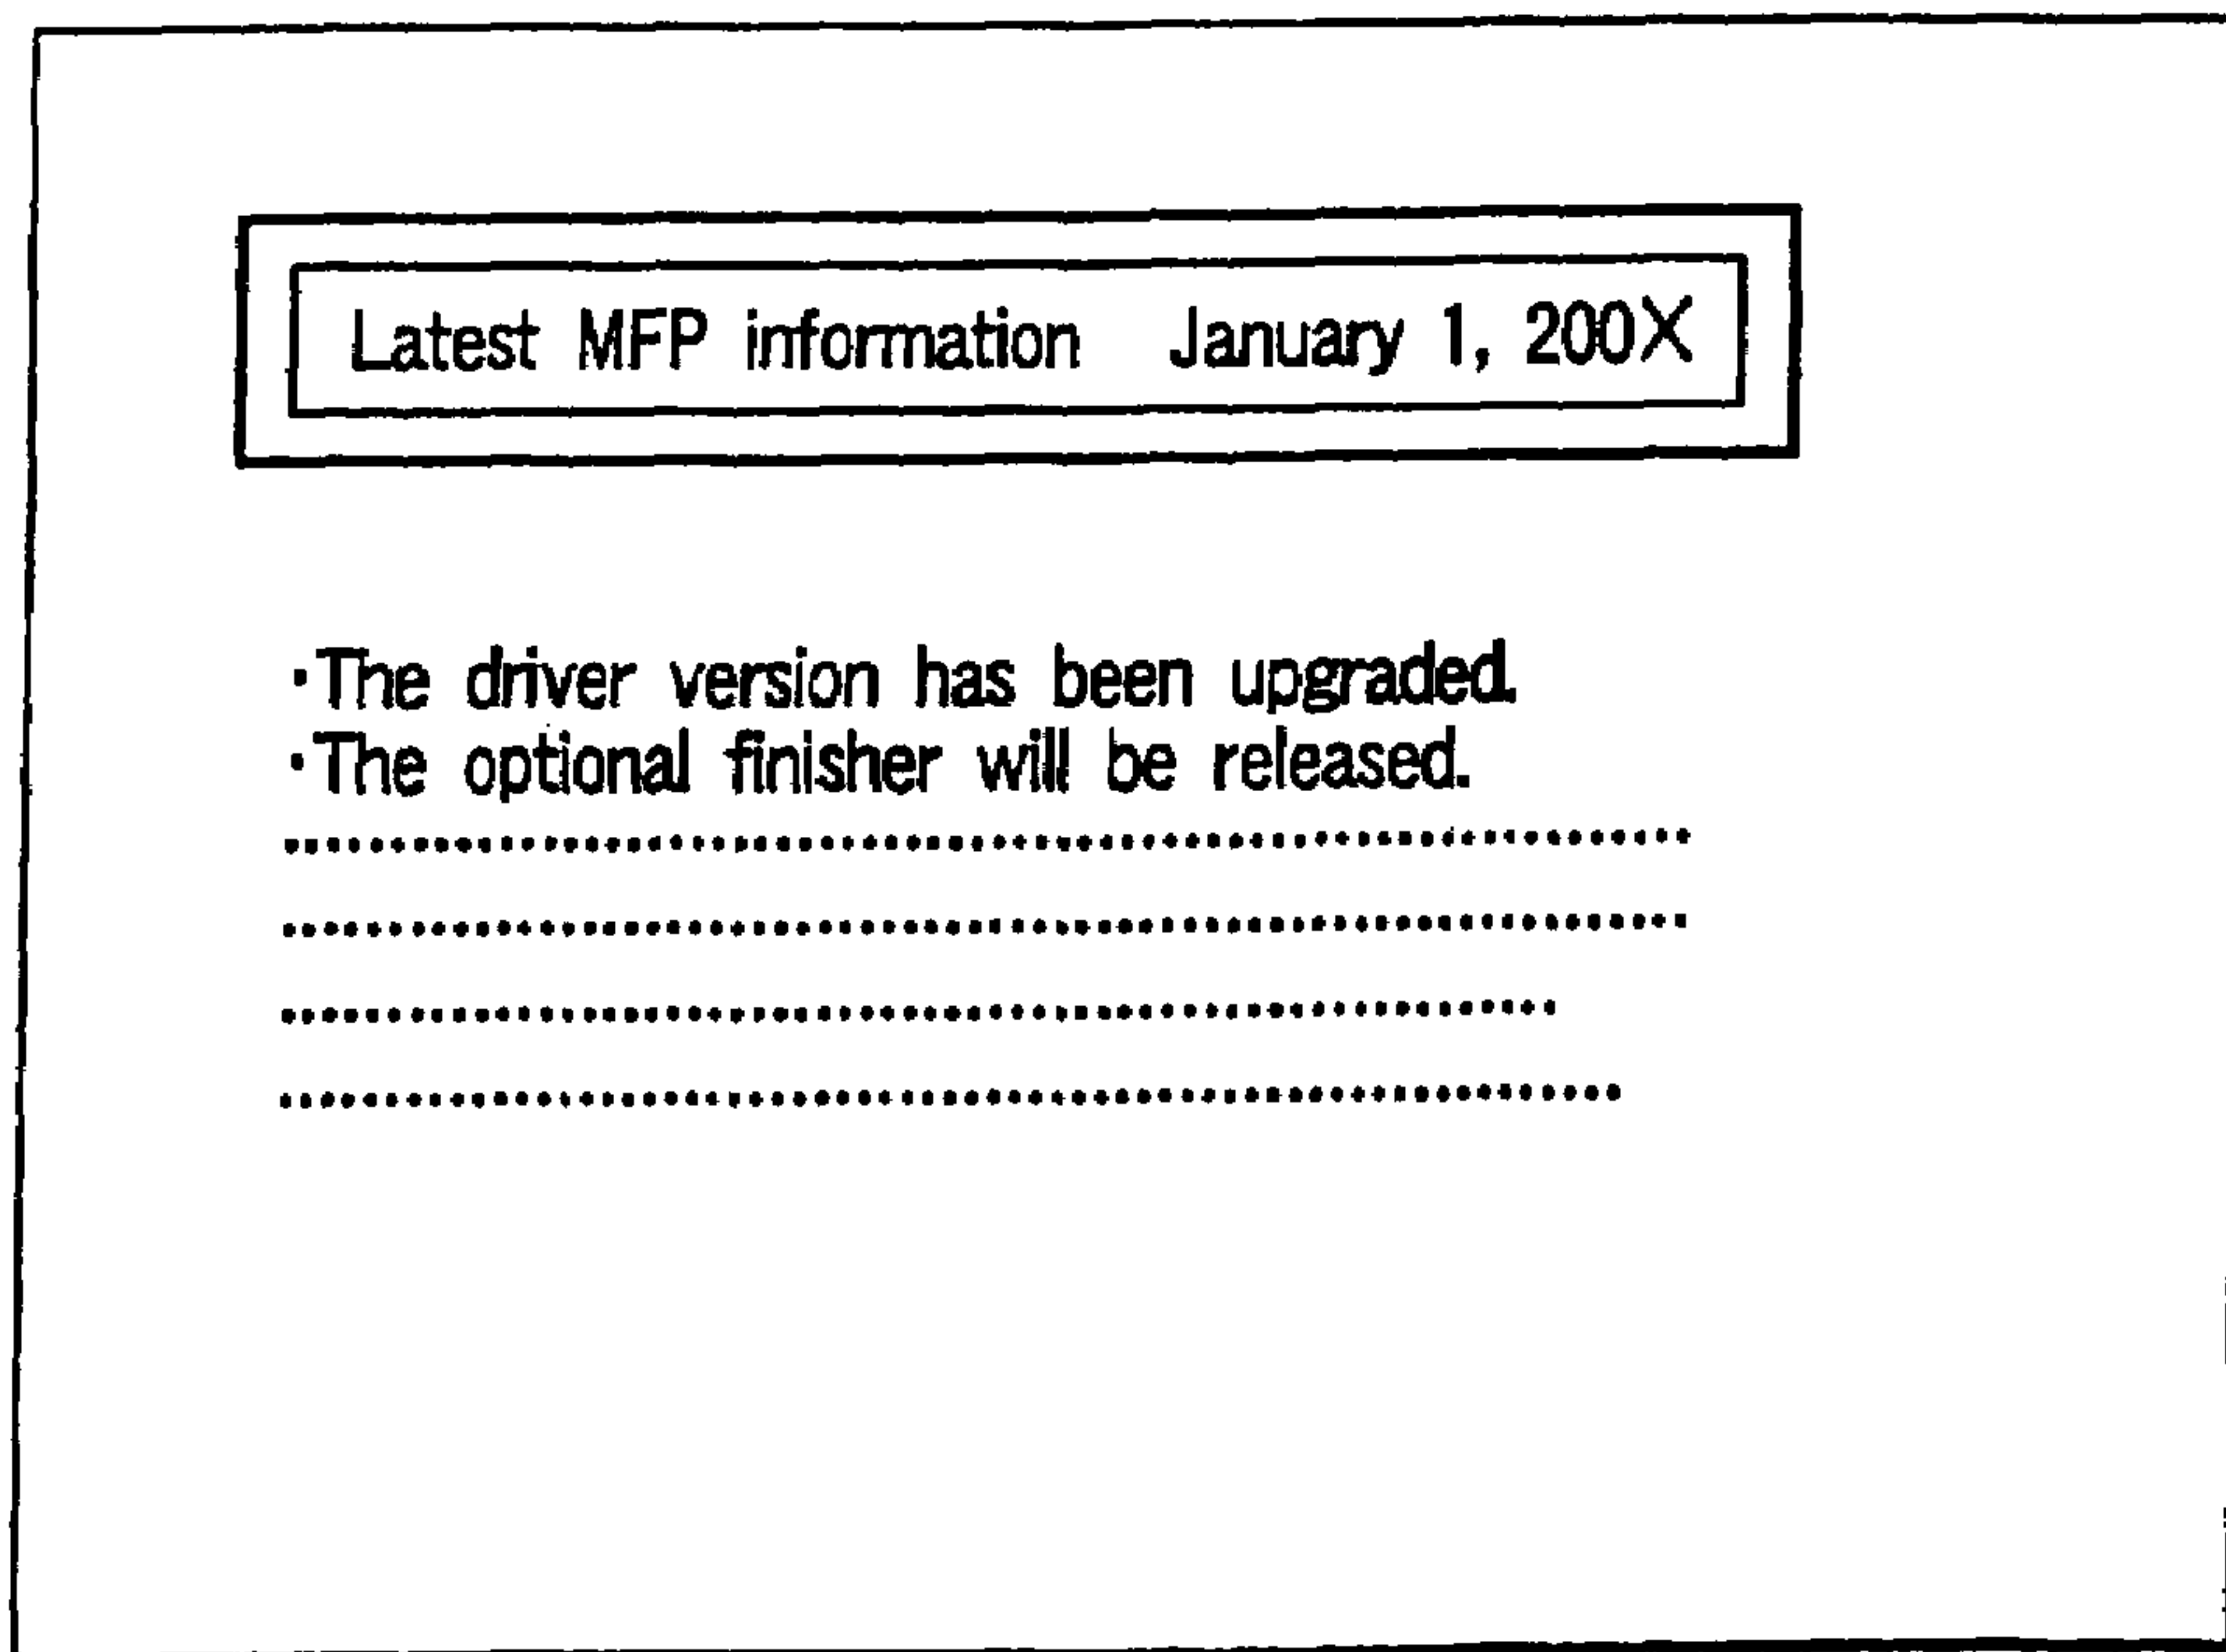 Latest MFP information January 1, 200X
・The driver version has been upgraded.
・The optional finisher will be released.